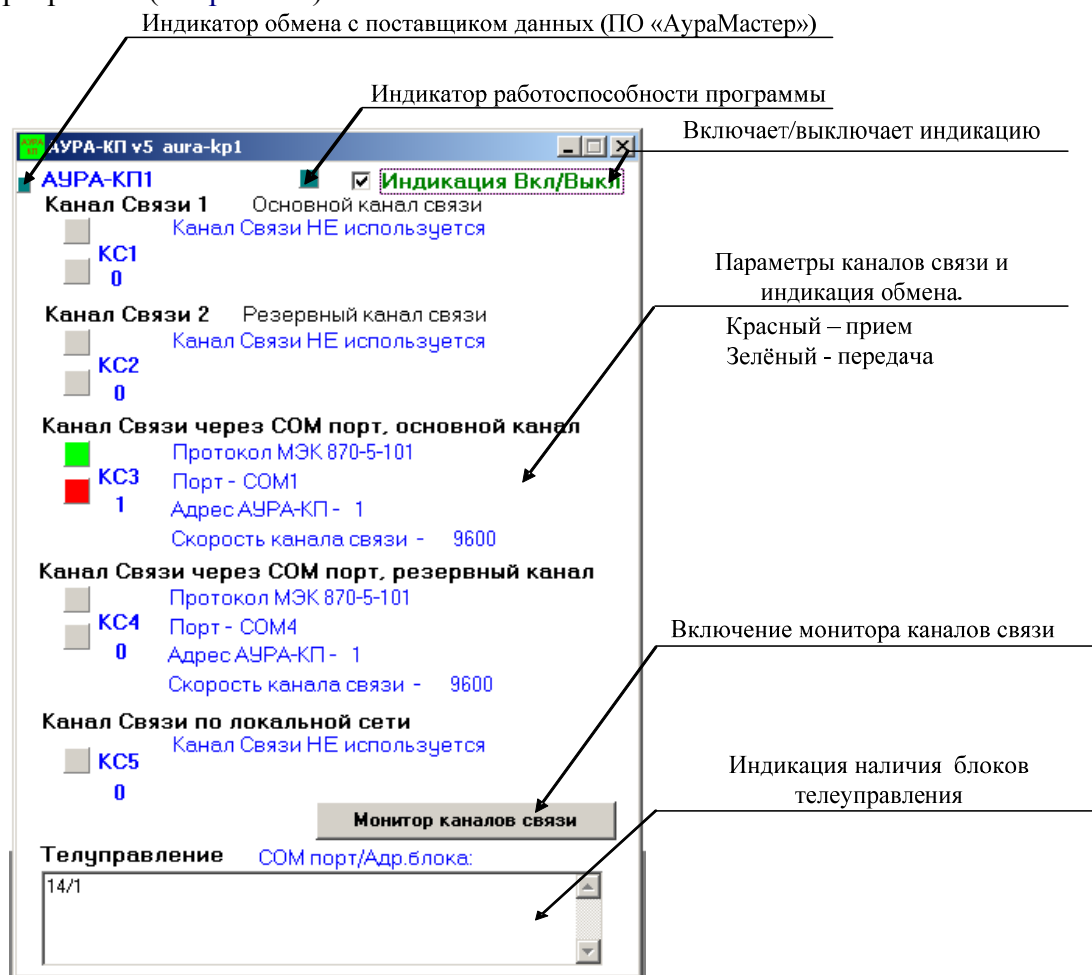 Индикатор обмена с поставщиком данных (ПО «АураМастер»)
Индикатор работоспособности программы
Включает/выключает индикацию
АУРА-КП v5 aura-kp1
АУРА-КП1
Индикация Вкл/Выкл
Канал Связи 1 Основной канал связи
Канал Связи НЕ используется
КС1
0
Параметры каналов связи и
индикация обмена.
Красный – прием
Зелёный - передача
Канал Связи 2 Резервный канал связи
Канал Связи НЕ используется
КС2
0
Канал Связи через СОМ порт, основной канал
Протокол МЭК 870-5-101
КС3
Порт - COM1
1
Адрес АУРА-КП - 1
Скорость канала связи - 9600
Канал Связи через СОМ порт, резервный канал
Протокол МЭК 870-5-101
КС4
Порт - COM4
0
Адрес АУРА-КП - 1
Скорость канала связи - 9600
Включение монитора каналов связи
Канал Связи по локальной сети
Канал Связи НЕ используется
КС5
0
Монитор каналов связи
Индикация наличия блоков
телеуправления
Телуправление СОМ порт/Адр.блока:
14/1